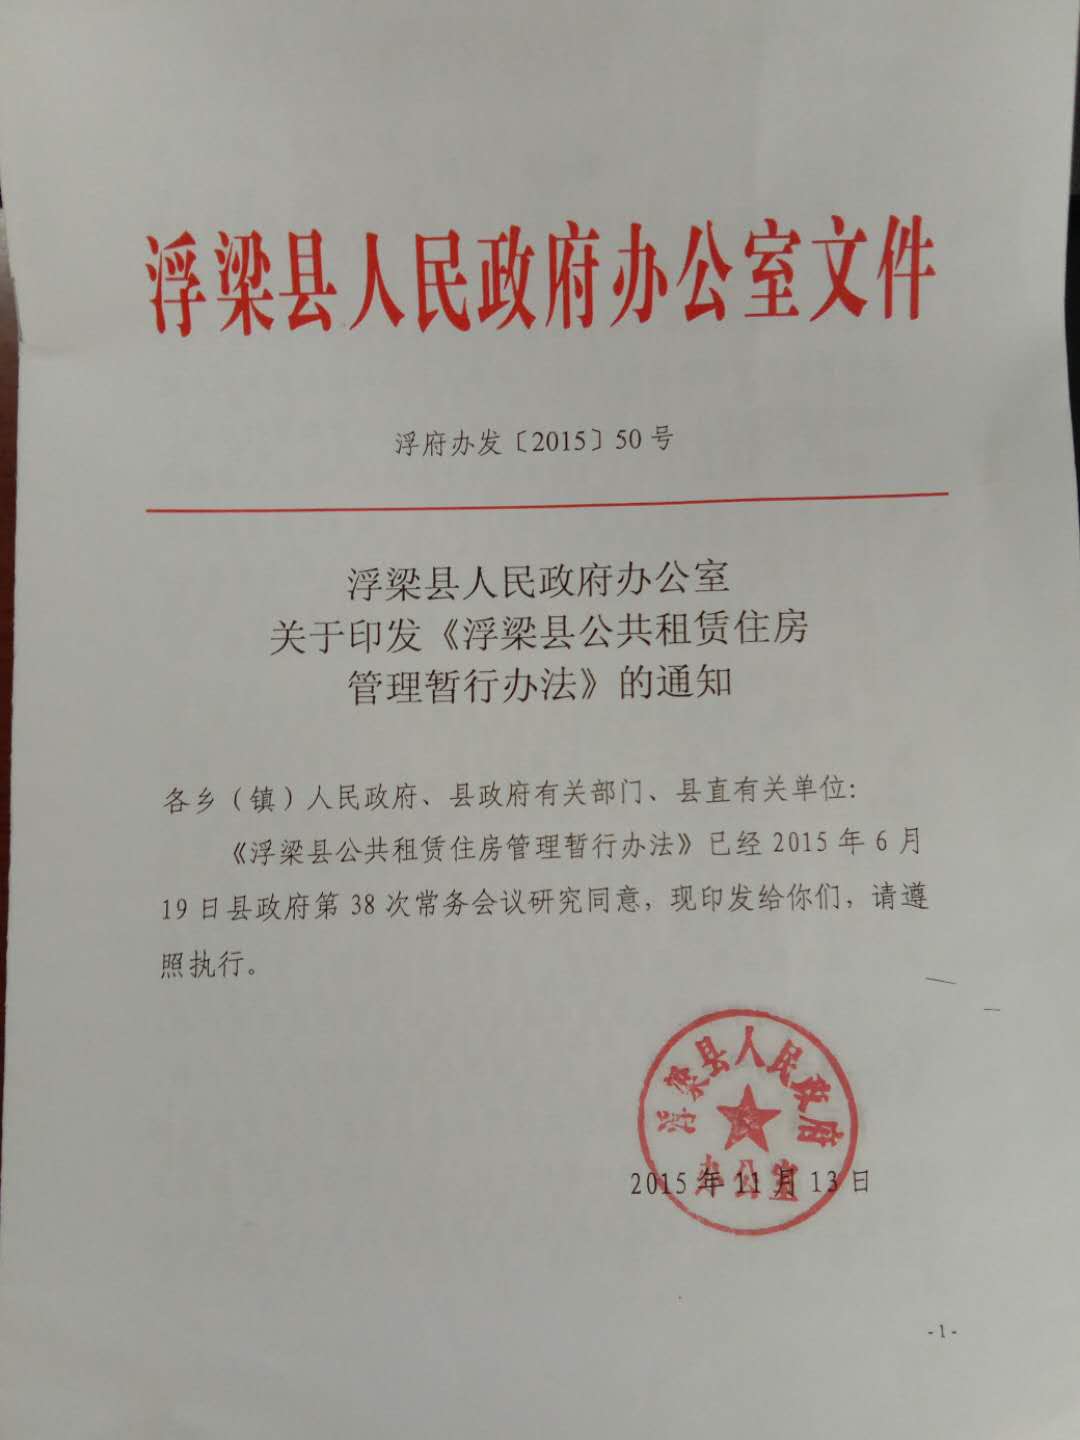 浮梁县人民政府办公室文件
浮府办发〔2015〕50号
浮梁县人民政府办公室
关于印发《浮梁县公共租赁住房
管理暂行办法》的通知
各乡（镇）人民政府、县政府有关部门、县直有关单位：
《浮梁县公共租赁住房管理暂行办法》已经2015年6月
19日县政府第38次常务会议研究同意，现印发给你们，请遵
照执行。
浮梁县人民政府
办公室
2015年11月13日
-1-